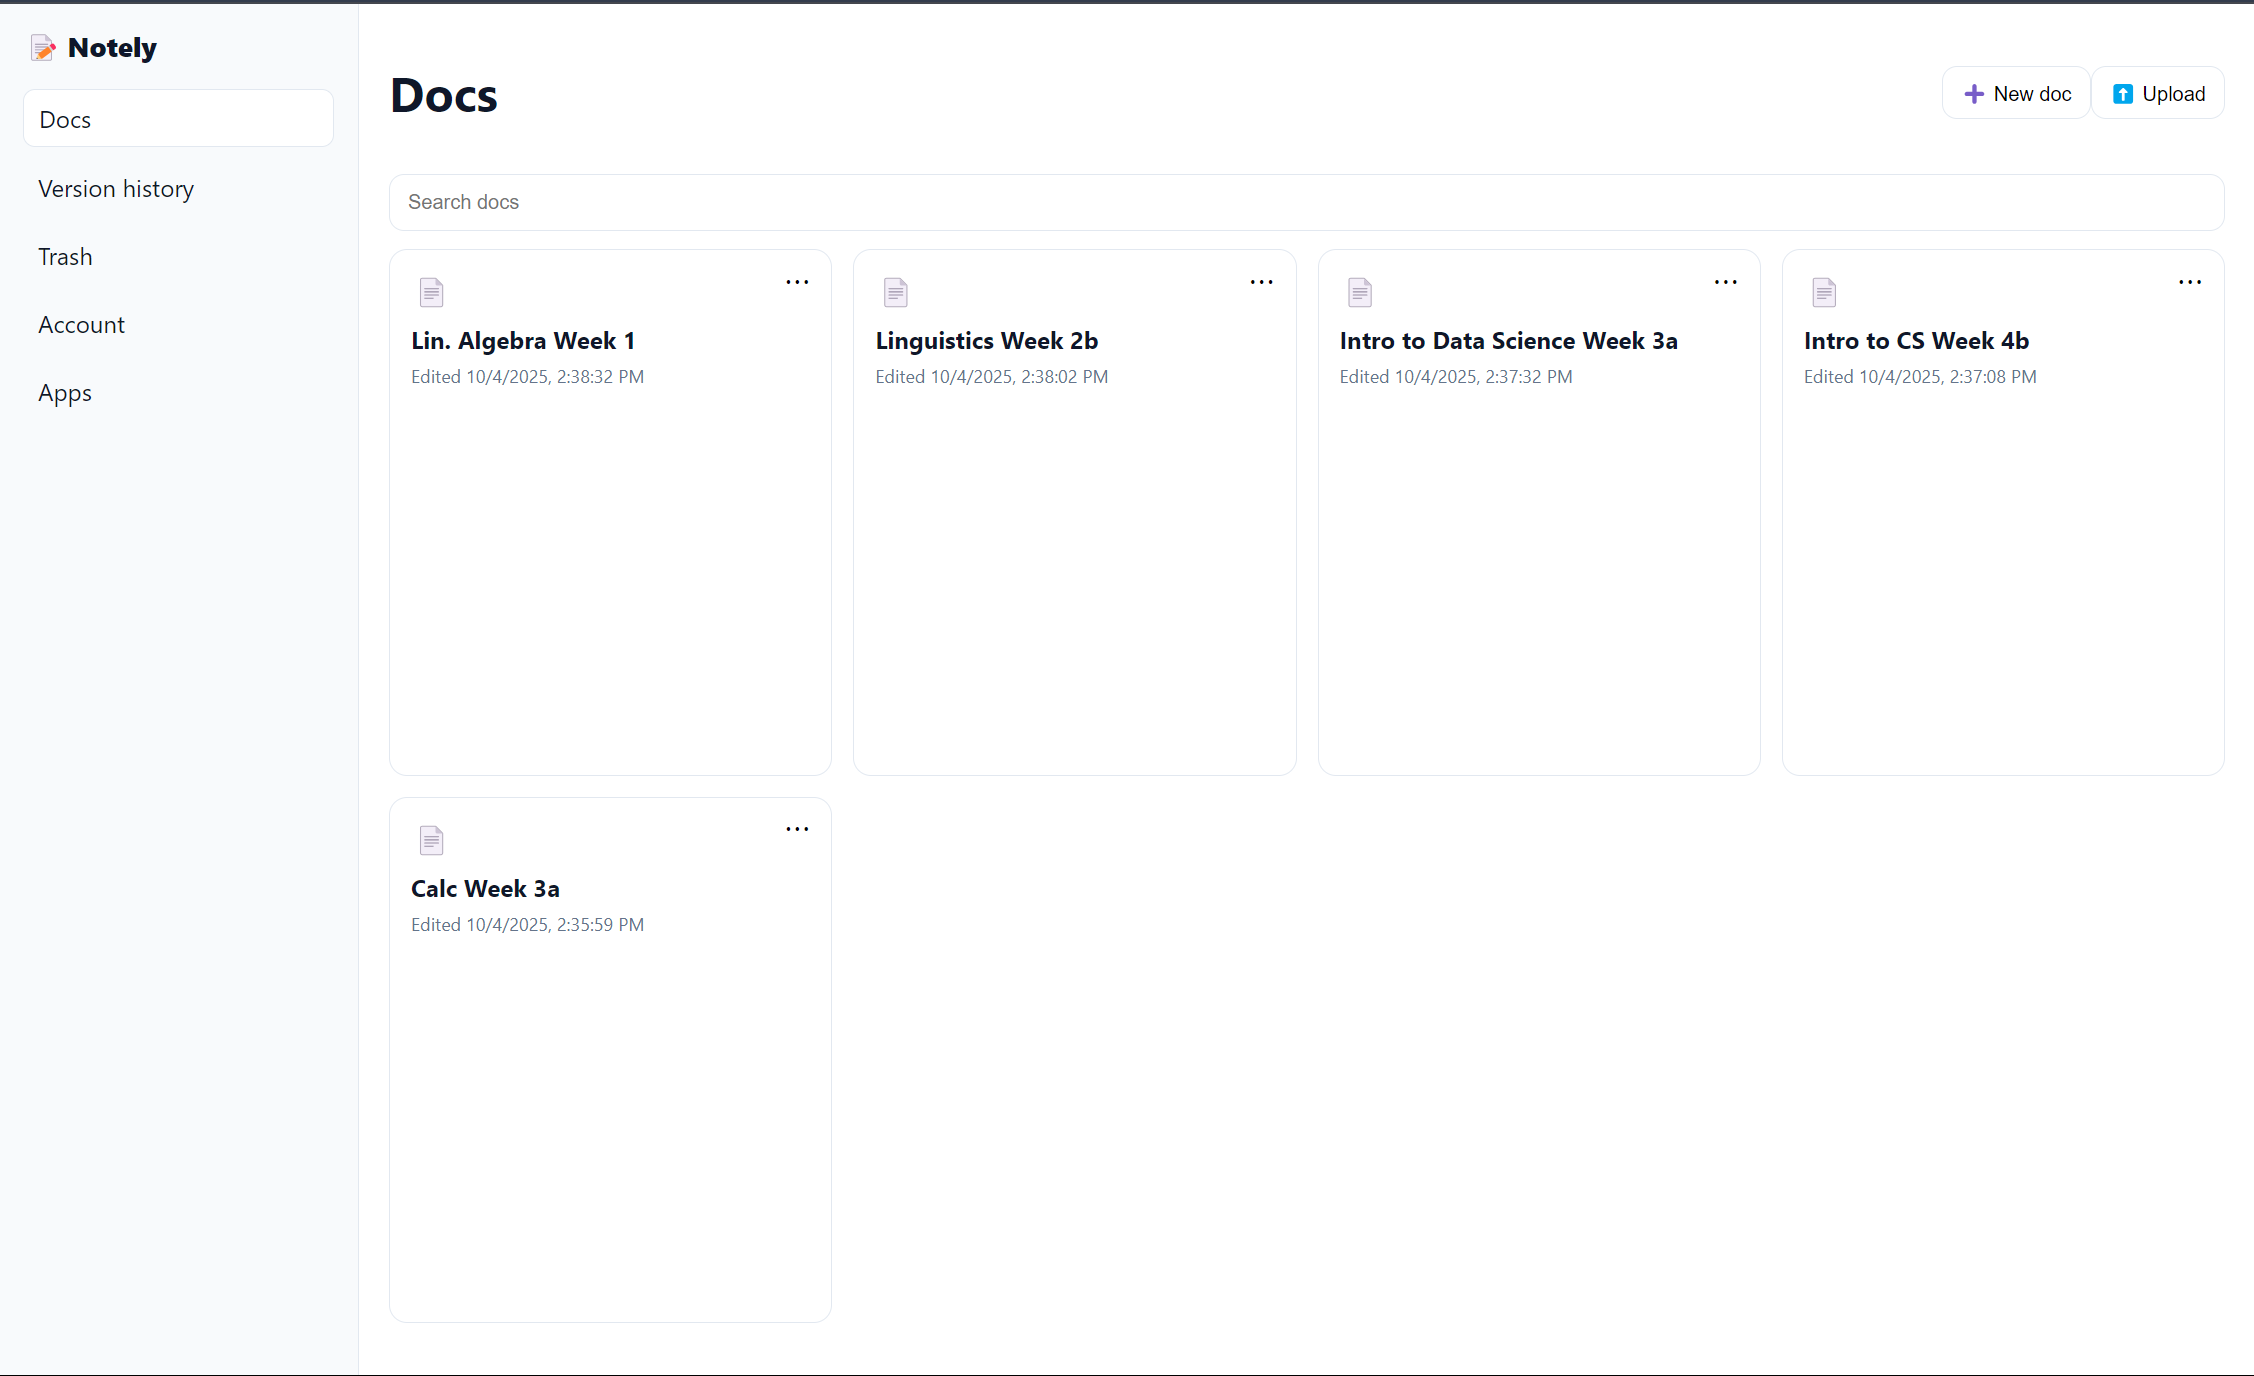 Notely
Docs
Version history
Trash
Account
Apps
Docs
New doc
Upload
Search docs
...
Lin. Algebra Week 1
Edited 10/4/2025, 2:38:32 PM
...
Linguistics Week 2b
Edited 10/4/2025, 2:38:02 PM
...
Intro to Data Science Week 3a
Edited 10/4/2025, 2:37:32 PM
...
Intro to CS Week 4b
Edited 10/4/2025, 2:37:08 PM
...
Calc Week 3a
Edited 10/4/2025, 2:35:59 PM